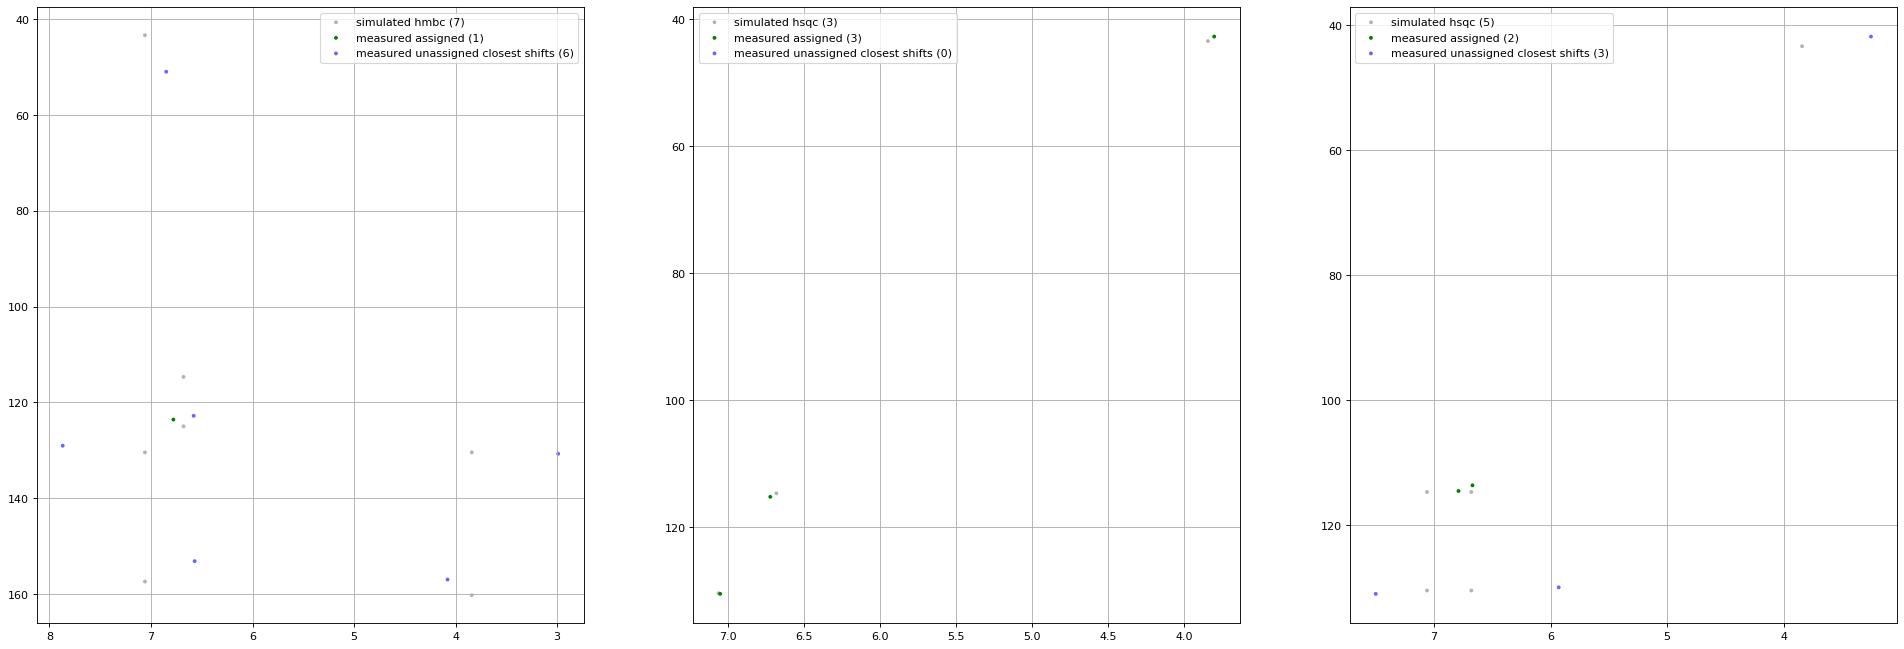 simulated hmbc (7)
measured assigned (1)
measured unassigned closest shifts (6)
40
60
80
100
120
140
160
8 7 6 5 4 3
simulated hsqc (3)
measured assigned (3)
measured unassigned closest shifts (0)
40
60
80
100
120
7.0 6.5 6.0 5.5 5.0 4.5 4.0
simulated hsqc (5)
measured assigned (2)
measured unassigned closest shifts (3)
40
60
80
100
120
7 6 5 4